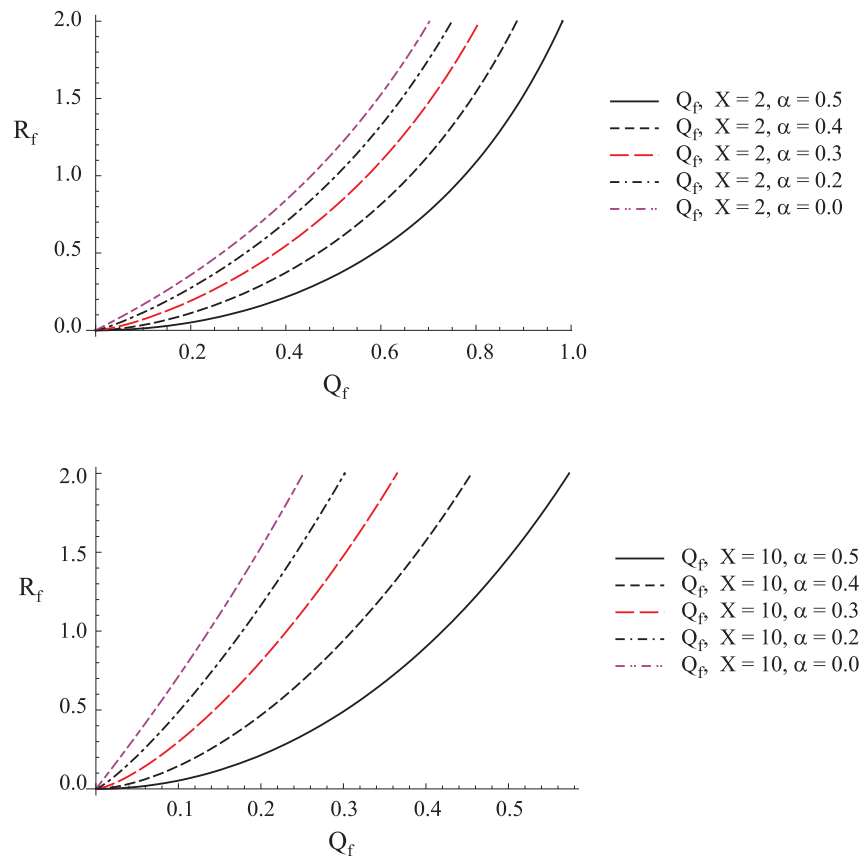 2.0
1.5
1.0
0.5
0.0
R_f
0.2
0.4
0.6
0.8
1.0
Q_f
Q_f, X = 2, α = 0.5
Q_f, X = 2, α = 0.4
Q_f, X = 2, α = 0.3
Q_f, X = 2, α = 0.2
Q_f, X = 2, α = 0.0
2.0
1.5
1.0
0.5
0.0
R_f
0.1
0.2
0.3
0.4
0.5
Q_f
Q_f, X = 10, α = 0.5
Q_f, X = 10, α = 0.4
Q_f, X = 10, α = 0.3
Q_f, X = 10, α = 0.2
Q_f, X = 10, α = 0.0